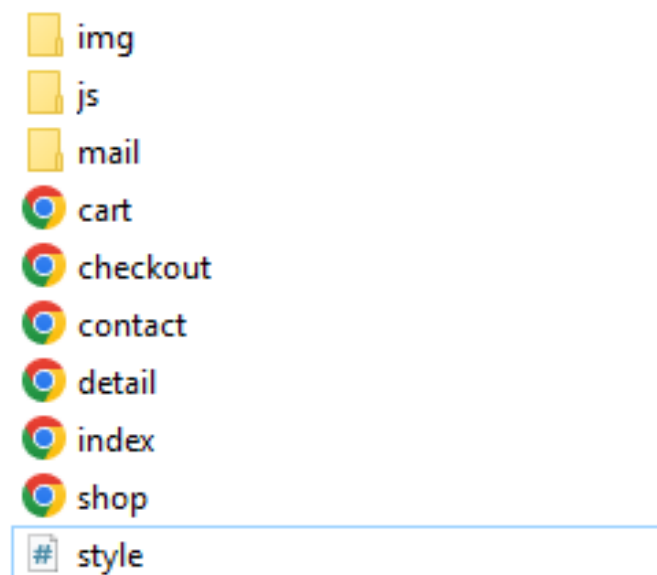 img
js
mail
cart
checkout
contact
detail
index
shop
style